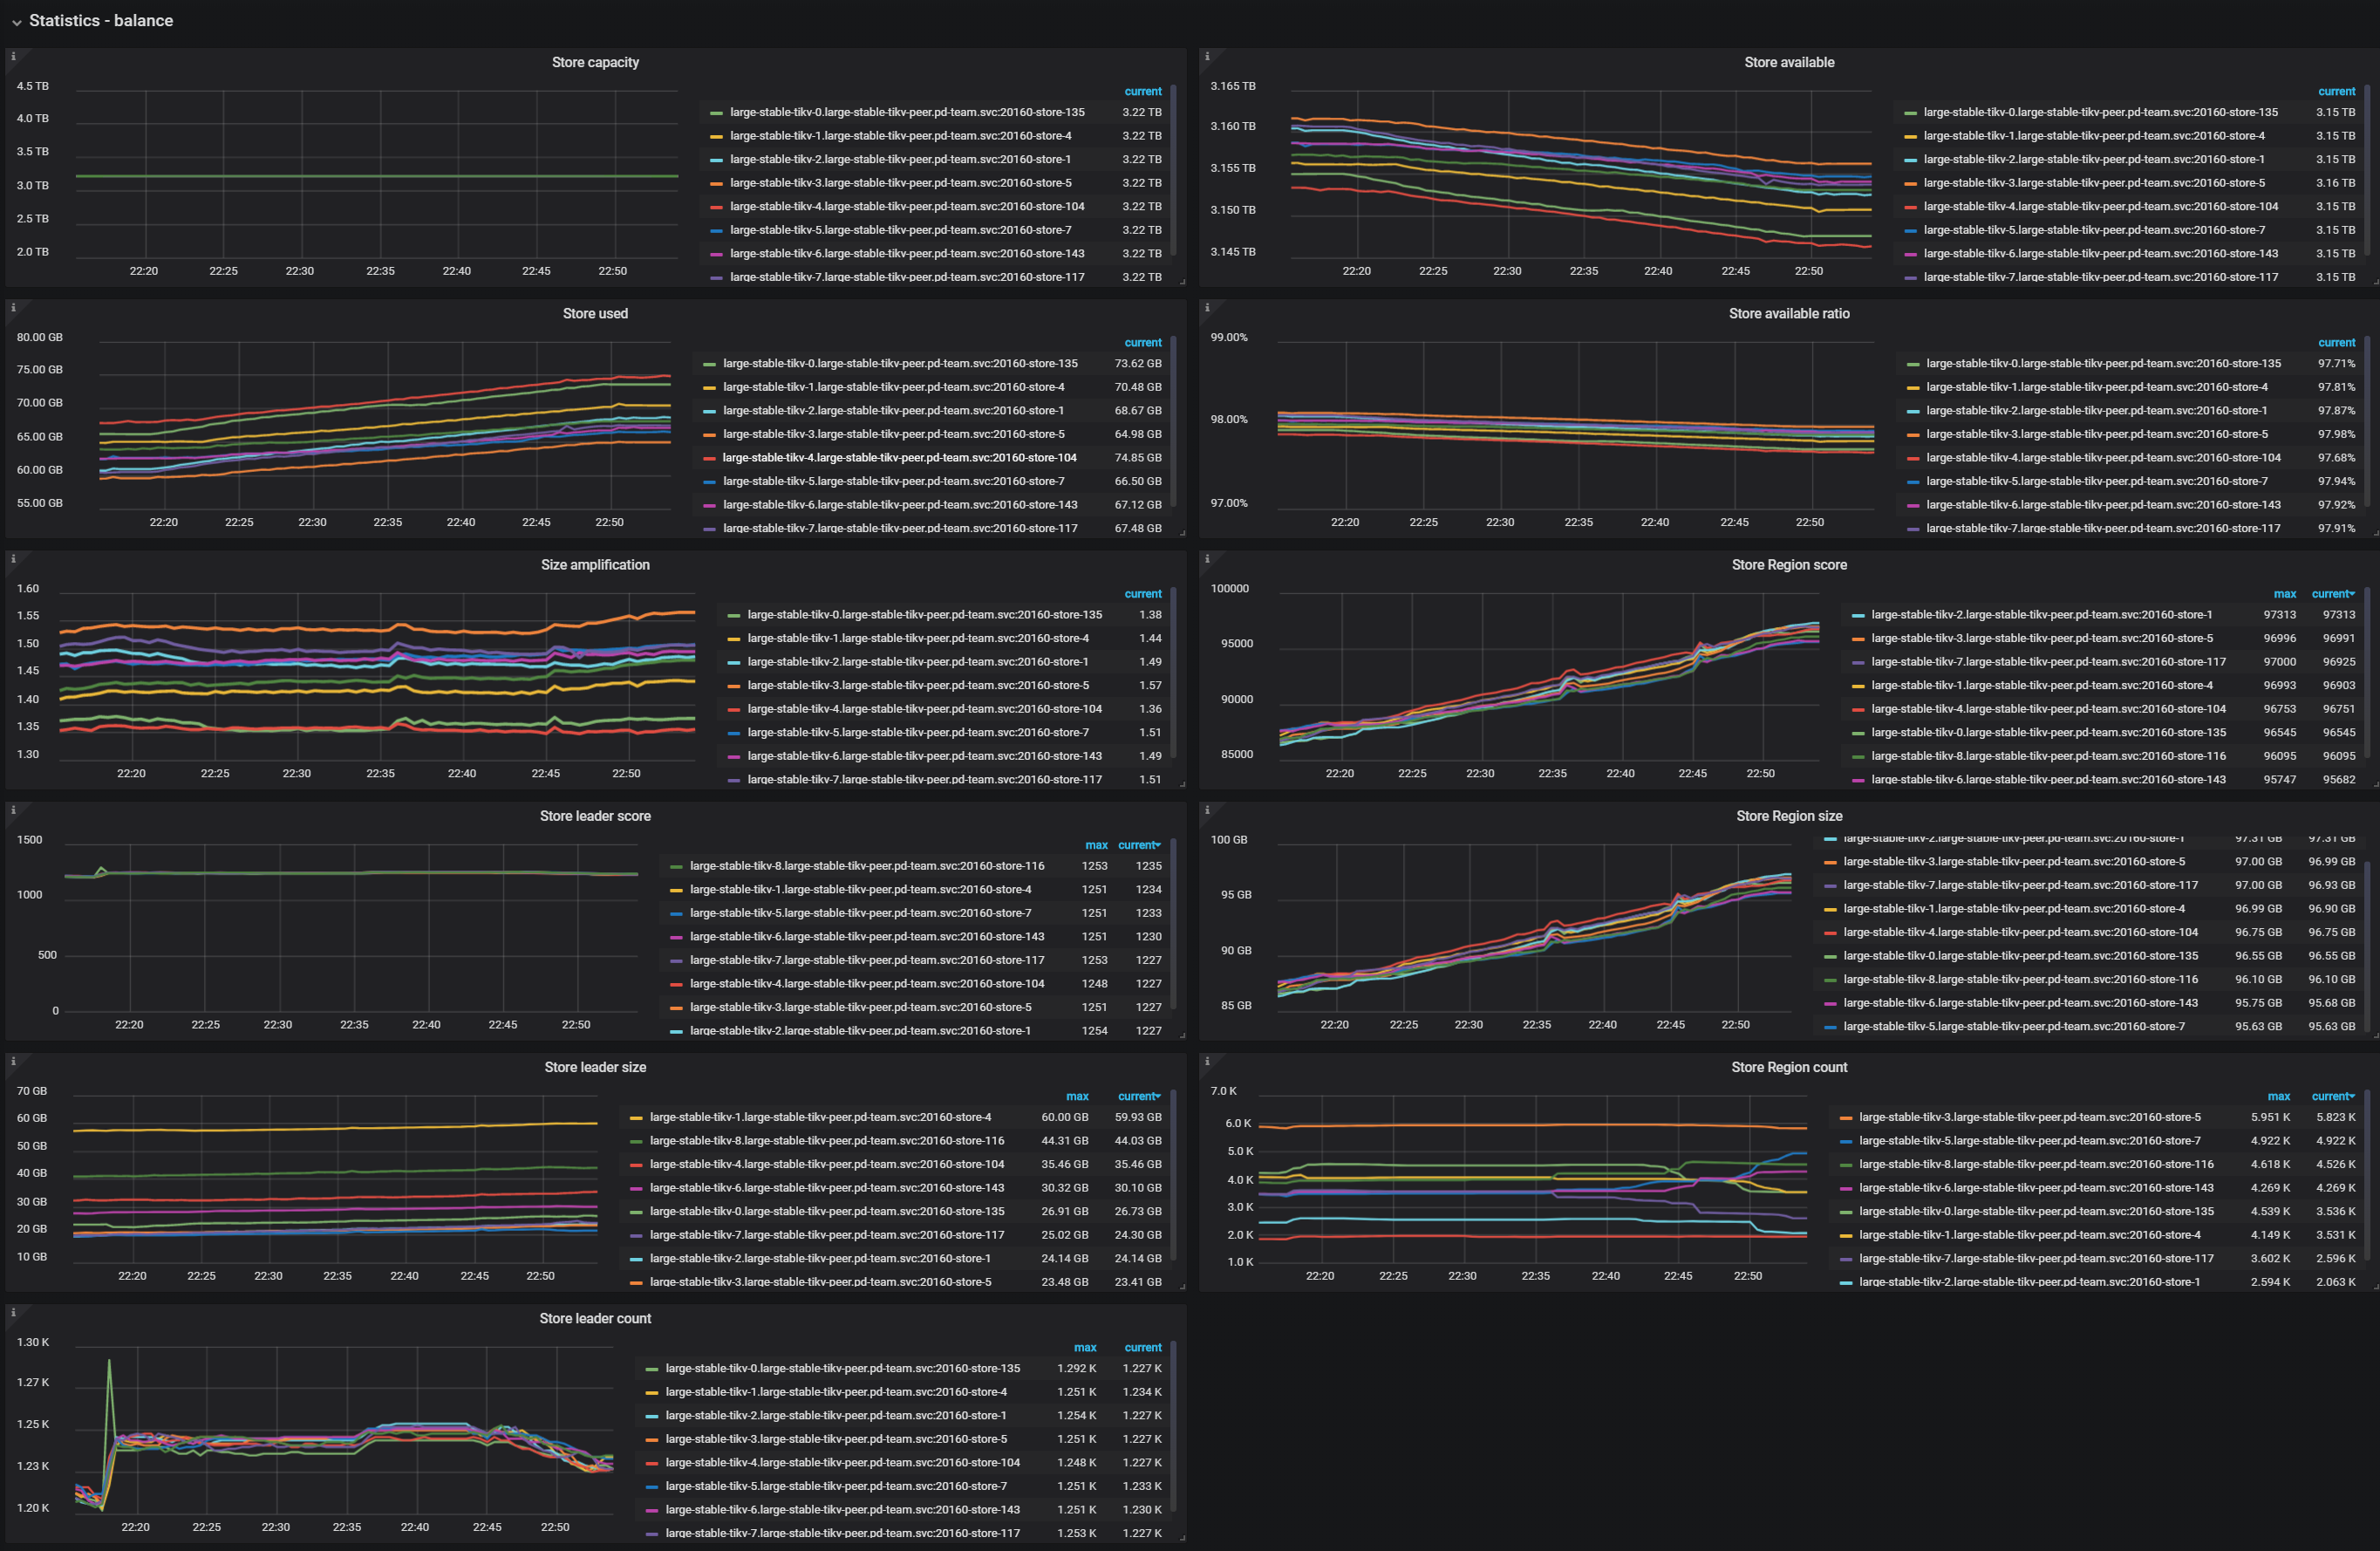 Statistics - balance
Store capacity
4.5 TB
4.0 TB
3.5 TB
3.0 TB
2.5 TB
2.0 TB
22:20 22:25 22:30 22:35 22:40 22:45 22:50
current
large-stable-tikv-0.large-stable-tikv-peer.pd-team.svc:20160-store-135 3.22 TB
large-stable-tikv-1.large-stable-tikv-peer.pd-team.svc:20160-store-4 3.22 TB
large-stable-tikv-2.large-stable-tikv-peer.pd-team.svc:20160-store-1 3.22 TB
large-stable-tikv-3.large-stable-tikv-peer.pd-team.svc:20160-store-5 3.22 TB
large-stable-tikv-4.large-stable-tikv-peer.pd-team.svc:20160-store-104 3.22 TB
large-stable-tikv-5.large-stable-tikv-peer.pd-team.svc:20160-store-7 3.22 TB
large-stable-tikv-6.large-stable-tikv-peer.pd-team.svc:20160-store-143 3.22 TB
large-stable-tikv-7.large-stable-tikv-peer.pd-team.svc:20160-store-117 3.22 TB
Store available
3.165 TB
3.160 TB
3.155 TB
3.150 TB
3.145 TB
22:20 22:25 22:30 22:35 22:40 22:45 22:50
current
large-stable-tikv-0.large-stable-tikv-peer.pd-team.svc:20160-store-135 3.15 TB
large-stable-tikv-1.large-stable-tikv-peer.pd-team.svc:20160-store-4 3.15 TB
large-stable-tikv-2.large-stable-tikv-peer.pd-team.svc:20160-store-1 3.15 TB
large-stable-tikv-3.large-stable-tikv-peer.pd-team.svc:20160-store-5 3.16 TB
large-stable-tikv-4.large-stable-tikv-peer.pd-team.svc:20160-store-104 3.15 TB
large-stable-tikv-5.large-stable-tikv-peer.pd-team.svc:20160-store-7 3.15 TB
large-stable-tikv-6.large-stable-tikv-peer.pd-team.svc:20160-store-143 3.15 TB
large-stable-tikv-7.large-stable-tikv-peer.pd-team.svc:20160-store-117 3.15 TB
Store used
80.00 GB
75.00 GB
70.00 GB
65.00 GB
60.00 GB
55.00 GB
22:20 22:25 22:30 22:35 22:40 22:45 22:50
current
large-stable-tikv-0.large-stable-tikv-peer.pd-team.svc:20160-store-135 73.62 GB
large-stable-tikv-1.large-stable-tikv-peer.pd-team.svc:20160-store-4 70.48 GB
large-stable-tikv-2.large-stable-tikv-peer.pd-team.svc:20160-store-1 68.67 GB
large-stable-tikv-3.large-stable-tikv-peer.pd-team.svc:20160-store-5 64.98 GB
large-stable-tikv-4.large-stable-tikv-peer.pd-team.svc:20160-store-104 74.85 GB
large-stable-tikv-5.large-stable-tikv-peer.pd-team.svc:20160-store-7 66.50 GB
large-stable-tikv-6.large-stable-tikv-peer.pd-team.svc:20160-store-143 67.12 GB
large-stable-tikv-7.large-stable-tikv-peer.pd-team.svc:20160-store-117 67.48 GB
Store available ratio
99.00%
98.00%
97.00%
22:20 22:25 22:30 22:35 22:40 22:45 22:50
current
large-stable-tikv-0.large-stable-tikv-peer.pd-team.svc:20160-store-135 97.71%
large-stable-tikv-1.large-stable-tikv-peer.pd-team.svc:20160-store-4 97.81%
large-stable-tikv-2.large-stable-tikv-peer.pd-team.svc:20160-store-1 97.87%
large-stable-tikv-3.large-stable-tikv-peer.pd-team.svc:20160-store-5 97.98%
large-stable-tikv-4.large-stable-tikv-peer.pd-team.svc:20160-store-104 97.68%
large-stable-tikv-5.large-stable-tikv-peer.pd-team.svc:20160-store-7 97.94%
large-stable-tikv-6.large-stable-tikv-peer.pd-team.svc:20160-store-143 97.92%
large-stable-tikv-7.large-stable-tikv-peer.pd-team.svc:20160-store-117 97.91%
Size amplification
1.60
1.55
1.50
1.45
1.40
1.35
1.30
22:20 22:25 22:30 22:35 22:40 22:45 22:50
current
large-stable-tikv-0.large-stable-tikv-peer.pd-team.svc:20160-store-135 1.38
large-stable-tikv-1.large-stable-tikv-peer.pd-team.svc:20160-store-4 1.44
large-stable-tikv-2.large-stable-tikv-peer.pd-team.svc:20160-store-1 1.49
large-stable-tikv-3.large-stable-tikv-peer.pd-team.svc:20160-store-5 1.57
large-stable-tikv-4.large-stable-tikv-peer.pd-team.svc:20160-store-104 1.36
large-stable-tikv-5.large-stable-tikv-peer.pd-team.svc:20160-store-7 1.51
large-stable-tikv-6.large-stable-tikv-peer.pd-team.svc:20160-store-143 1.49
large-stable-tikv-7.large-stable-tikv-peer.pd-team.svc:20160-store-117 1.51
Store Region score
100000
95000
90000
85000
22:20 22:25 22:30 22:35 22:40 22:45 22:50
max current
large-stable-tikv-2.large-stable-tikv-peer.pd-team.svc:20160-store-1 97313 97313
large-stable-tikv-3.large-stable-tikv-peer.pd-team.svc:20160-store-5 96996 96991
large-stable-tikv-7.large-stable-tikv-peer.pd-team.svc:20160-store-117 97000 96925
large-stable-tikv-1.large-stable-tikv-peer.pd-team.svc:20160-store-4 96993 96903
large-stable-tikv-4.large-stable-tikv-peer.pd-team.svc:20160-store-104 96753 96751
large-stable-tikv-0.large-stable-tikv-peer.pd-team.svc:20160-store-135 96545 96545
large-stable-tikv-8.large-stable-tikv-peer.pd-team.svc:20160-store-116 96095 96095
large-stable-tikv-6.large-stable-tikv-peer.pd-team.svc:20160-store-143 95747 95682
Store leader score
1500
1000
500
0
22:20 22:25 22:30 22:35 22:40 22:45 22:50
max current
large-stable-tikv-8.large-stable-tikv-peer.pd-team.svc:20160-store-116 1253 1235
large-stable-tikv-1.large-stable-tikv-peer.pd-team.svc:20160-store-4 1251 1234
large-stable-tikv-5.large-stable-tikv-peer.pd-team.svc:20160-store-7 1251 1233
large-stable-tikv-6.large-stable-tikv-peer.pd-team.svc:20160-store-143 1251 1230
large-stable-tikv-7.large-stable-tikv-peer.pd-team.svc:20160-store-117 1253 1227
large-stable-tikv-4.large-stable-tikv-peer.pd-team.svc:20160-store-104 1248 1227
large-stable-tikv-3.large-stable-tikv-peer.pd-team.svc:20160-store-5 1251 1227
large-stable-tikv-2.large-stable-tikv-peer.pd-team.svc:20160-store-1 1254 1227
Store Region size
100 GB
95 GB
90 GB
85 GB
22:20 22:25 22:30 22:35 22:40 22:45 22:50
large-stable-tikv-2.large-stable-tikv-peer.pd-team.svc:20160-store-1 97.31 GB 97.31 GB
large-stable-tikv-3.large-stable-tikv-peer.pd-team.svc:20160-store-5 97.00 GB 96.99 GB
large-stable-tikv-7.large-stable-tikv-peer.pd-team.svc:20160-store-117 97.00 GB 96.93 GB
large-stable-tikv-1.large-stable-tikv-peer.pd-team.svc:20160-store-4 96.99 GB 96.90 GB
large-stable-tikv-4.large-stable-tikv-peer.pd-team.svc:20160-store-104 96.75 GB 96.75 GB
large-stable-tikv-0.large-stable-tikv-peer.pd-team.svc:20160-store-135 96.55 GB 96.55 GB
large-stable-tikv-8.large-stable-tikv-peer.pd-team.svc:20160-store-116 96.10 GB 96.10 GB
large-stable-tikv-6.large-stable-tikv-peer.pd-team.svc:20160-store-143 95.75 GB 95.68 GB
large-stable-tikv-5.large-stable-tikv-peer.pd-team.svc:20160-store-7 95.63 GB 95.63 GB
Store leader size
70 GB
60 GB
50 GB
40 GB
30 GB
20 GB
10 GB
22:20 22:25 22:30 22:35 22:40 22:45 22:50
max current
large-stable-tikv-1.large-stable-tikv-peer.pd-team.svc:20160-store-4 60.00 GB 59.93 GB
large-stable-tikv-8.large-stable-tikv-peer.pd-team.svc:20160-store-116 44.31 GB 44.03 GB
large-stable-tikv-4.large-stable-tikv-peer.pd-team.svc:20160-store-104 35.46 GB 35.46 GB
large-stable-tikv-6.large-stable-tikv-peer.pd-team.svc:20160-store-143 30.32 GB 30.10 GB
large-stable-tikv-0.large-stable-tikv-peer.pd-team.svc:20160-store-135 26.91 GB 26.73 GB
large-stable-tikv-7.large-stable-tikv-peer.pd-team.svc:20160-store-117 25.02 GB 24.30 GB
large-stable-tikv-2.large-stable-tikv-peer.pd-team.svc:20160-store-1 24.14 GB 24.14 GB
large-stable-tikv-3.large-stable-tikv-peer.pd-team.svc:20160-store-5 23.48 GB 23.41 GB
Store Region count
7.0 K
6.0 K
5.0 K
4.0 K
3.0 K
2.0 K
1.0 K
22:20 22:25 22:30 22:35 22:40 22:45 22:50
max current
large-stable-tikv-3.large-stable-tikv-peer.pd-team.svc:20160-store-5 5.951 K 5.823 K
large-stable-tikv-5.large-stable-tikv-peer.pd-team.svc:20160-store-7 4.922 K 4.922 K
large-stable-tikv-8.large-stable-tikv-peer.pd-team.svc:20160-store-116 4.618 K 4.526 K
large-stable-tikv-6.large-stable-tikv-peer.pd-team.svc:20160-store-143 4.269 K 4.269 K
large-stable-tikv-0.large-stable-tikv-peer.pd-team.svc:20160-store-135 4.539 K 3.536 K
large-stable-tikv-1.large-stable-tikv-peer.pd-team.svc:20160-store-4 4.149 K 3.531 K
large-stable-tikv-7.large-stable-tikv-peer.pd-team.svc:20160-store-117 3.602 K 2.596 K
large-stable-tikv-2.large-stable-tikv-peer.pd-team.svc:20160-store-1 2.594 K 2.063 K
Store leader count
1.30 K
1.27 K
1.25 K
1.23 K
1.20 K
22:20 22:25 22:30 22:35 22:40 22:45 22:50
max current
large-stable-tikv-0.large-stable-tikv-peer.pd-team.svc:20160-store-135 1.292 K 1.227 K
large-stable-tikv-1.large-stable-tikv-peer.pd-team.svc:20160-store-4 1.251 K 1.234 K
large-stable-tikv-2.large-stable-tikv-peer.pd-team.svc:20160-store-1 1.254 K 1.227 K
large-stable-tikv-3.large-stable-tikv-peer.pd-team.svc:20160-store-5 1.251 K 1.227 K
large-stable-tikv-4.large-stable-tikv-peer.pd-team.svc:20160-store-104 1.248 K 1.227 K
large-stable-tikv-5.large-stable-tikv-peer.pd-team.svc:20160-store-7 1.251 K 1.233 K
large-stable-tikv-6.large-stable-tikv-peer.pd-team.svc:20160-store-143 1.251 K 1.230 K
large-stable-tikv-7.large-stable-tikv-peer.pd-team.svc:20160-store-117 1.253 K 1.227 K